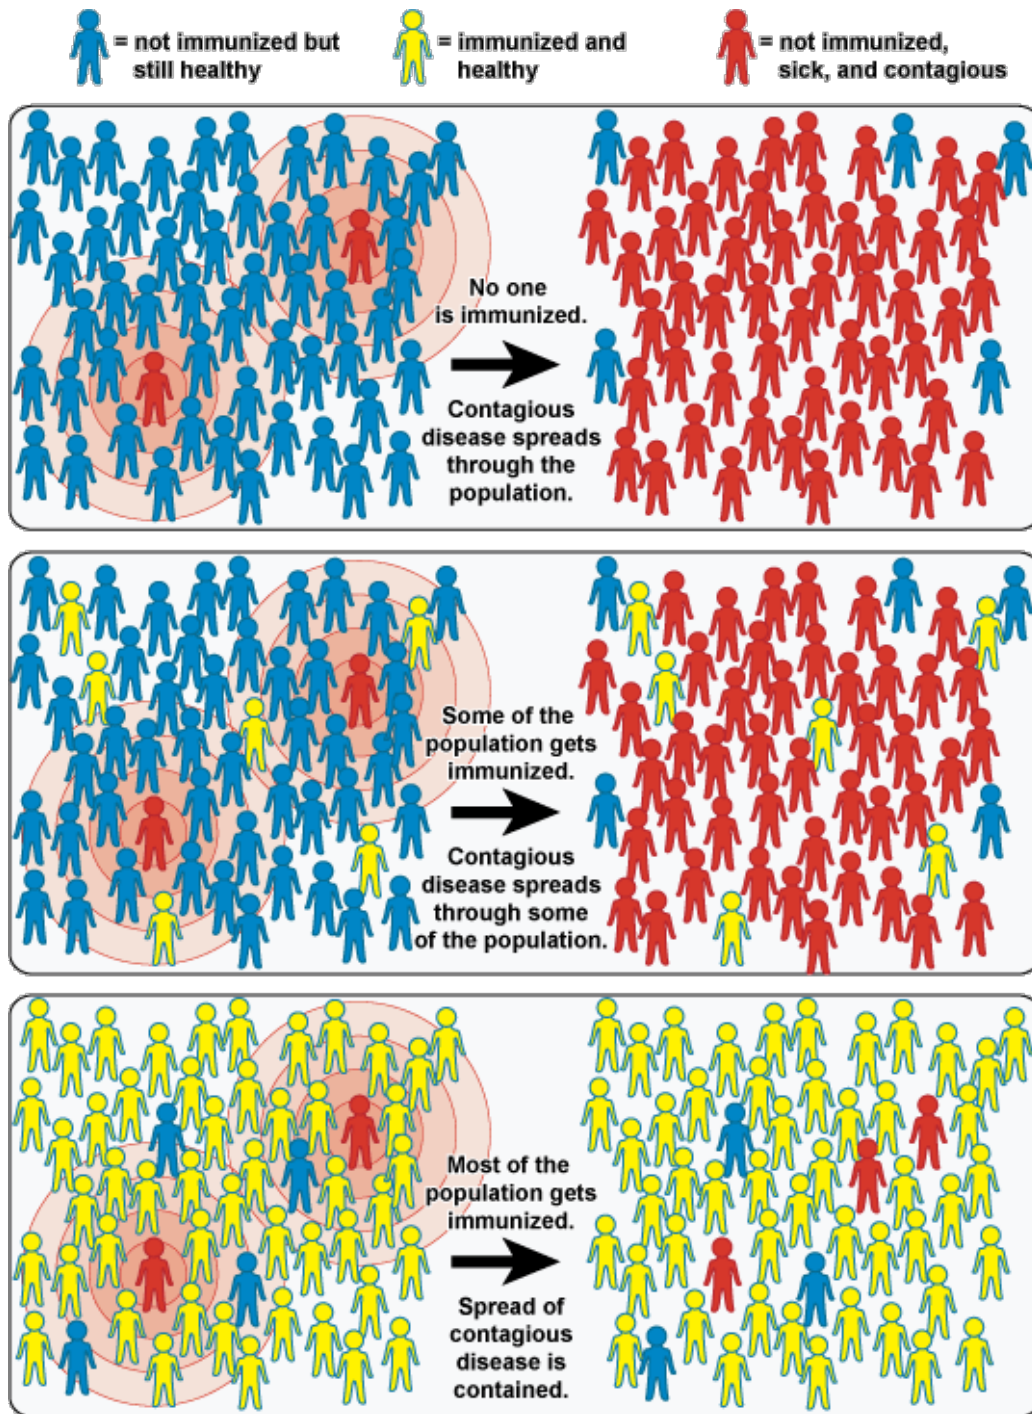 = not immunized but
still healthy
= immunized and
healthy
= not immunized,
sick, and contagious
No one
is immunized.
Contagious
disease spreads
through the
population.
Some of the
population gets
immunized.
Contagious
disease spreads
through some
of the population.
Most of the
population gets
immunized.
Spread of
contagious
disease is
contained.